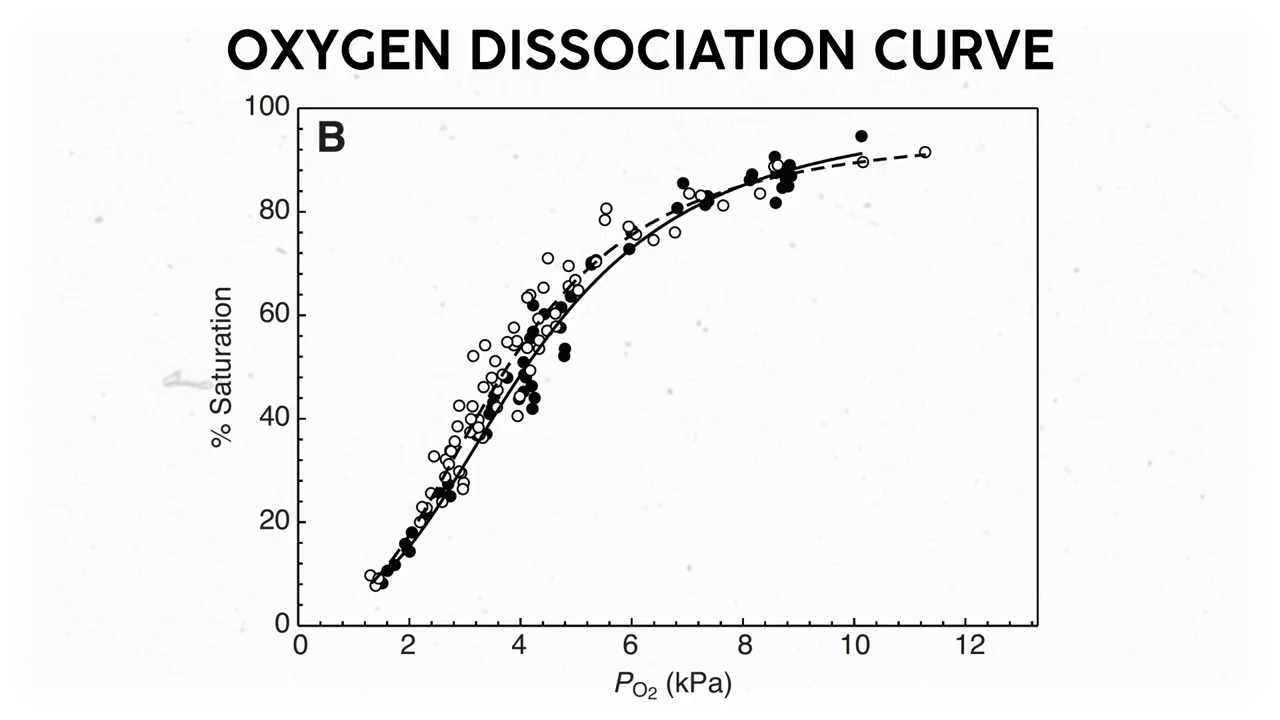 OXYGEN DISSOCIATION CURVE
B
100
80
60
40
20
0
% Saturation
0 2 4 6 8 10 12
PO₂ (kPa)